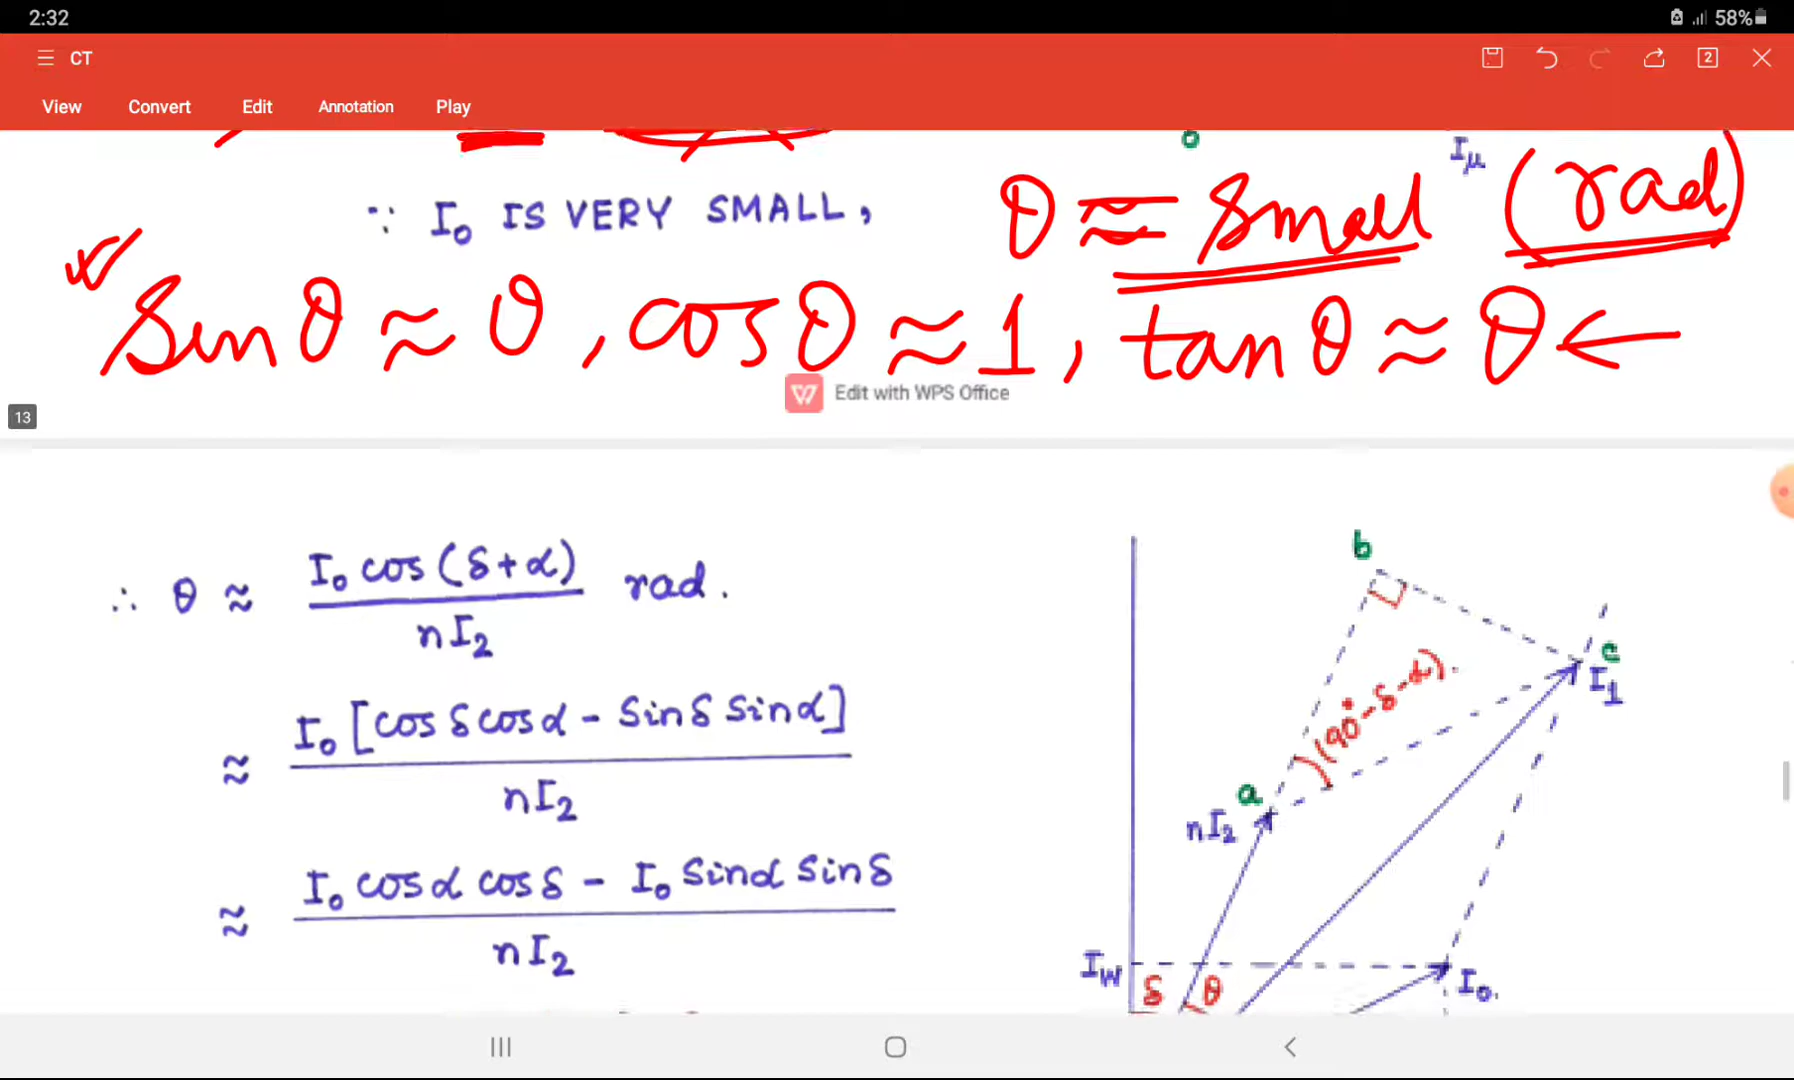 2:32 58%
CT 2
View Convert Edit Annotation Play
o
Iμ
∵ I₀ IS VERY SMALL, θ ≈ small (rad)
sin θ ≈ θ, cos θ ≈ 1, tan θ ≈ θ ←
Edit with WPS Office
13
∴ θ ≈ I₀ cos (δ+α) / nI₂ rad.
≈ I₀ [cos δ cos α - Sin δ Sin α] / nI₂
≈ I₀ cos α cos δ - I₀ Sin α Sin δ / nI₂
b
c
I₁
(90°-δ-α).
a
nI₂
Iw
δ θ
I₀.